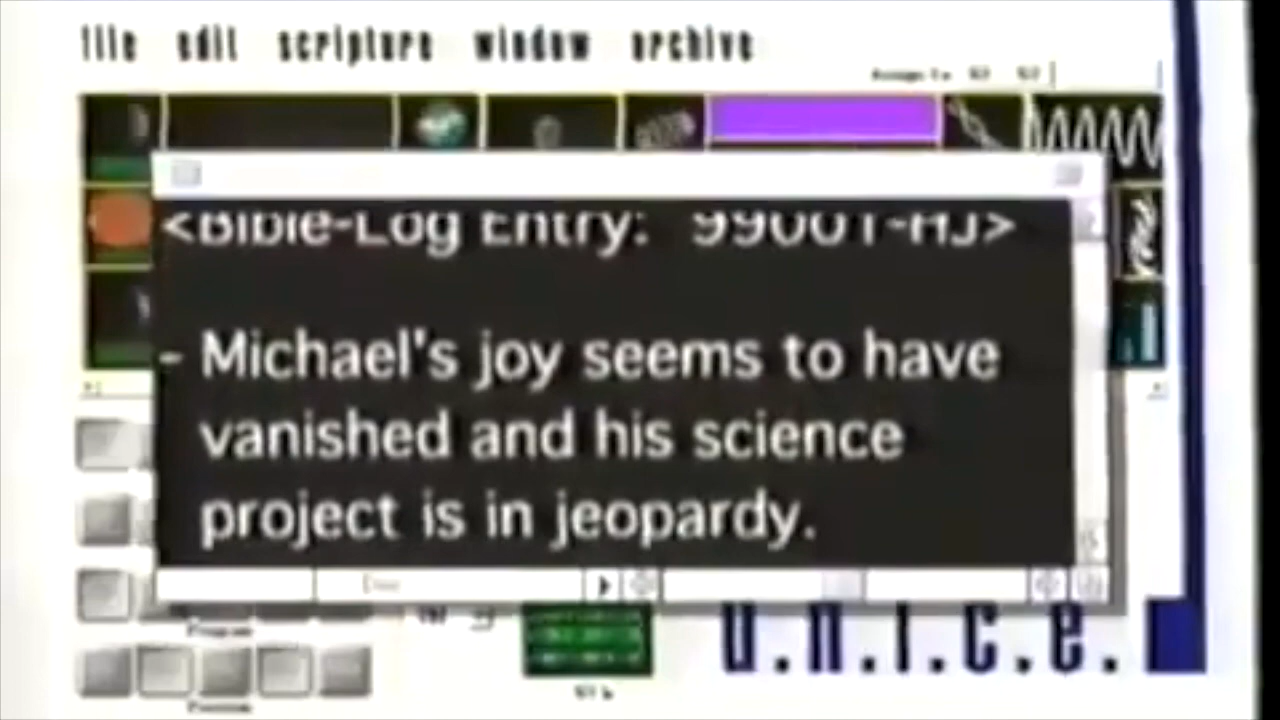 file edit scripture window archive
<Bible-Log Entry: 99001-HJ>
- Michael's joy seems to have
vanished and his science
project is in jeopardy.
u.n.i.c.e.